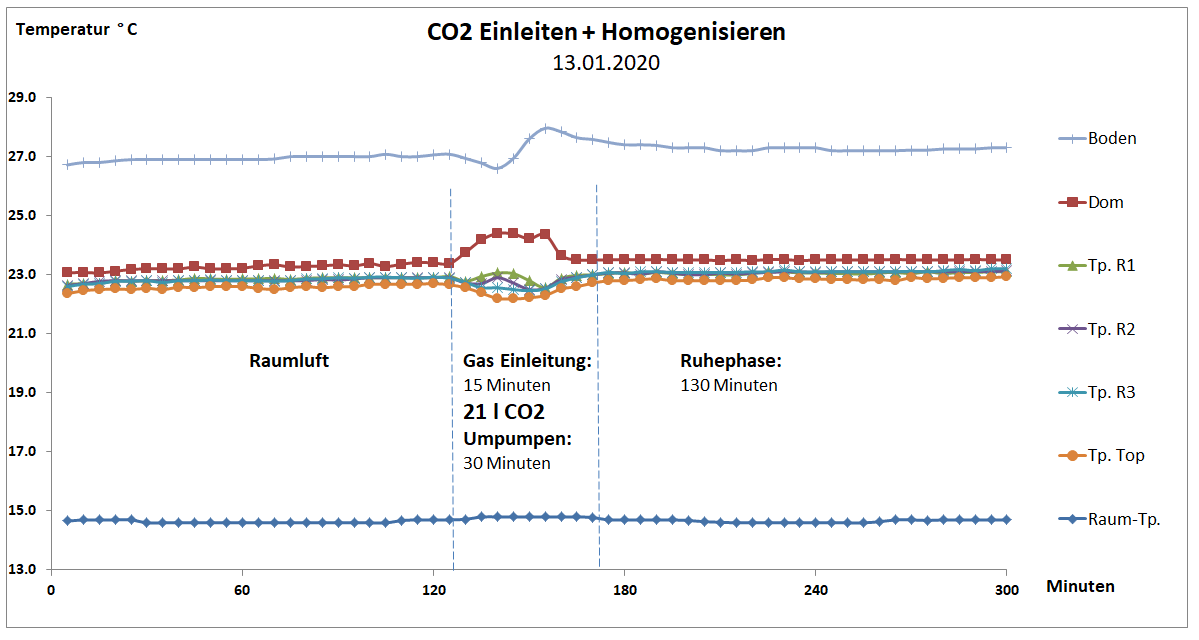 Temperatur °C
CO2 Einleiten + Homogenisieren
13.01.2020
29.0
27.0
25.0
23.0
21.0
19.0
17.0
15.0
13.0
0
60
120
180
240
300
Minuten
Raumluft
Gas Einleitung:
15 Minuten
21 l CO2
Umpumpen:
30 Minuten
Ruhephase:
130 Minuten
Boden
Dom
Tp. R1
Tp. R2
Tp. R3
Tp. Top
Raum-Tp.